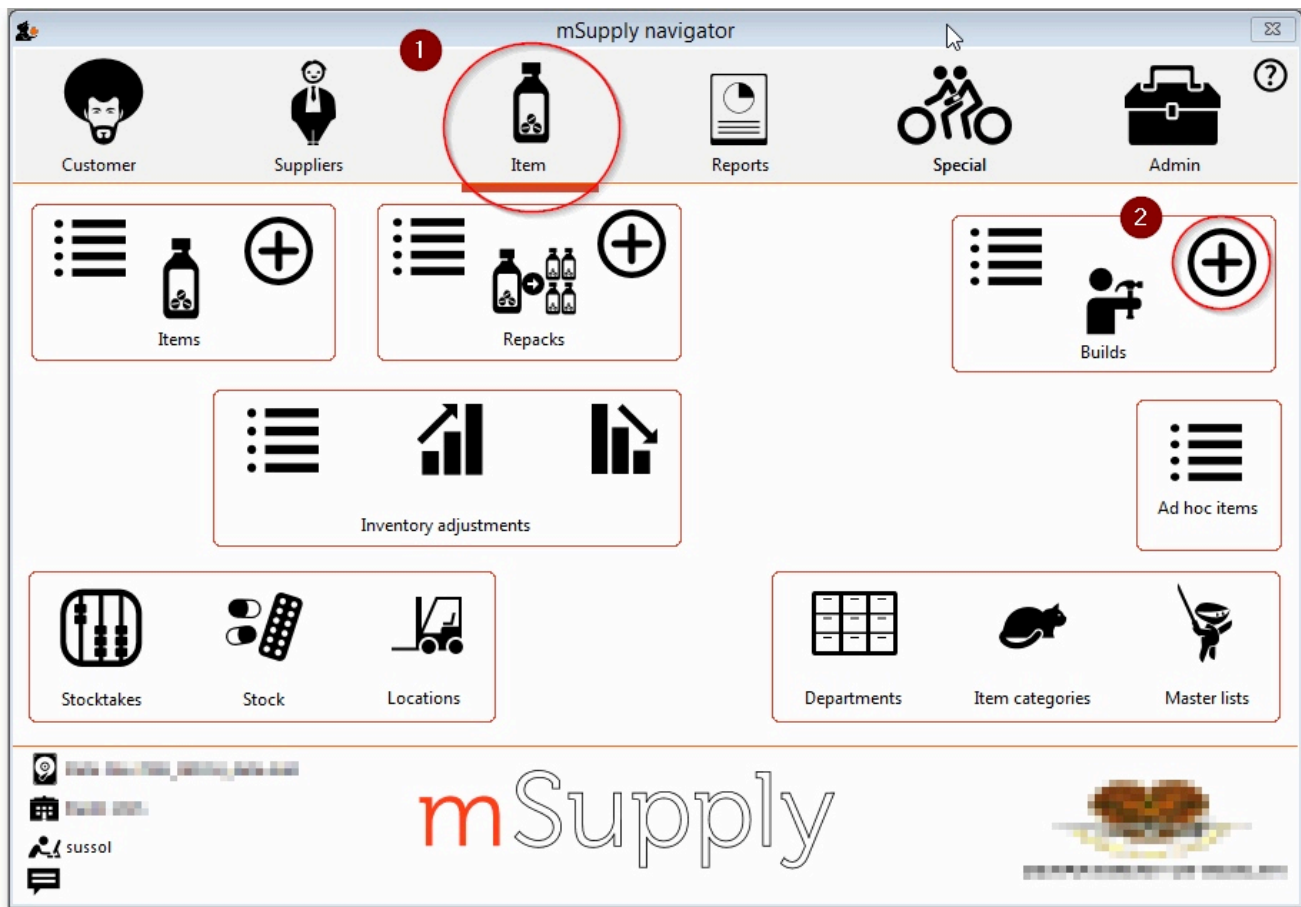 mSupply navigator
1
Customer
Suppliers
Item
Reports
Special
Admin
?
2
Items
Repacks
Builds
Inventory adjustments
Ad hoc items
Stocktakes
Stock
Locations
Departments
Item categories
Master lists
sussol
mSupply